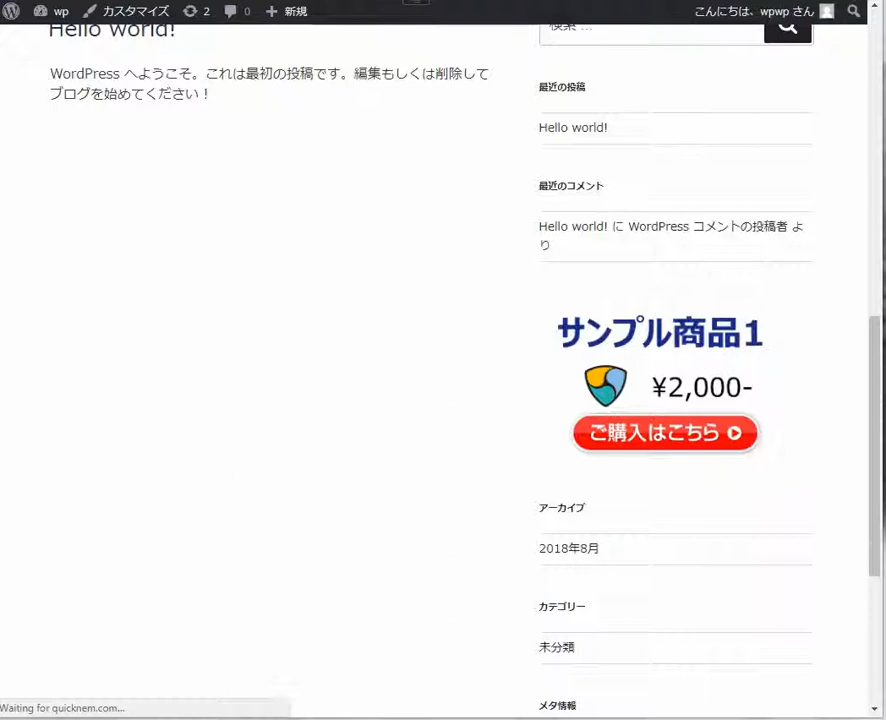 wp カスタマイズ 2 0 新規 こんにちは、wpwp さん
Hello world!
WordPress へようこそ。これは最初の投稿です。編集もしくは削除して
ブログを始めてください！
検索 …
最近の投稿
Hello world!
最近のコメント
Hello world! に WordPress コメントの投稿者 よ
り
サンプル商品1
¥2,000-
ご購入はこちら
アーカイブ
2018年8月
カテゴリー
未分類
メタ情報
Waiting for quicknem.com...